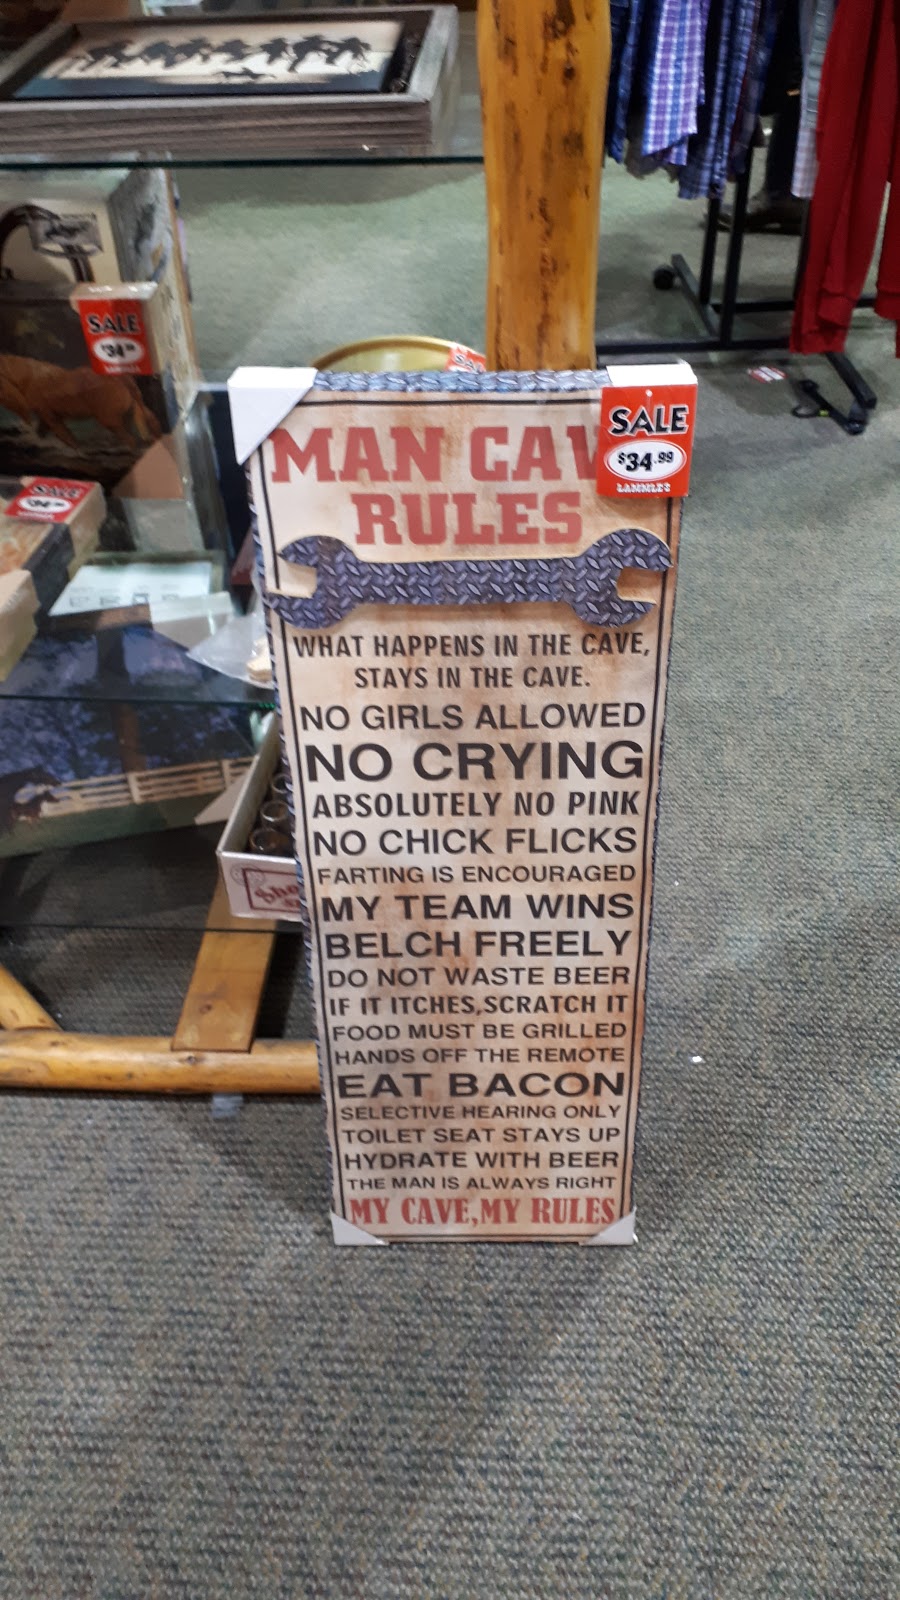 SALE
SALE
$34.99
LAMMLE'S
SALE
MAN CAV
RULES
WHAT HAPPENS IN THE CAVE,
STAYS IN THE CAVE.
NO GIRLS ALLOWED
NO CRYING
ABSOLUTELY NO PINK
NO CHICK FLICKS
FARTING IS ENCOURAGED
MY TEAM WINS
BELCH FREELY
DO NOT WASTE BEER
IF IT ITCHES,SCRATCH IT
FOOD MUST BE GRILLED
HANDS OFF THE REMOTE
EAT BACON
SELECTIVE HEARING ONLY
TOILET SEAT STAYS UP
HYDRATE WITH BEER
THE MAN IS ALWAYS RIGHT
MY CAVE,MY RULES